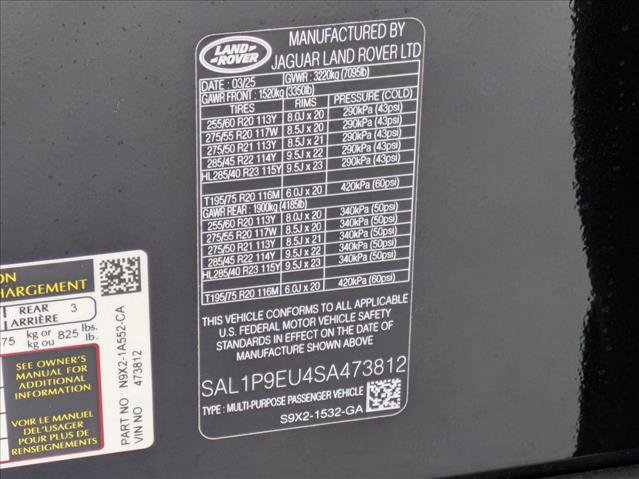 LAND
ROVER
MANUFACTURED BY
JAGUAR LAND ROVER LTD
DATE : 03/25 GVWR : 3220kg (7095lb)
GAWR FRONT : 1520kg (3350lb)
TIRES RIMS PRESSURE (COLD)
255/60 R20 113Y 8.0J x 20 290kPa (43psi)
275/55 R20 117W 8.5J x 20 290kPa (43psi)
275/50 R21 113Y 8.5J x 21 290kPa (43psi)
285/45 R22 114Y 9.5J x 22 290kPa (43psi)
HL285/40 R23 115Y 9.5J x 23 290kPa (43psi)
T195/75 R20 116M 6.0J x 20 420kPa (60psi)
GAWR REAR : 1900kg (4185lb)
255/60 R20 113Y 8.0J x 20 340kPa (50psi)
275/55 R20 117W 8.5J x 20 340kPa (50psi)
275/50 R21 113Y 8.5J x 21 340kPa (50psi)
285/45 R22 114Y 9.5J x 22 340kPa (50psi)
HL285/40 R23 115Y 9.5J x 23 340kPa (50psi)
T195/75 R20 116M 6.0J x 20 420kPa (60psi)
THIS VEHICLE CONFORMS TO ALL APPLICABLE
U.S. FEDERAL MOTOR VEHICLE SAFETY
STANDARDS IN EFFECT ON THE DATE OF
MANUFACTURE SHOWN ABOVE
SAL1P9EU4SA473812
TYPE : MULTI-PURPOSE PASSENGER VEHICLE
S9X2-1532-GA
ON
HARGEMENT
REAR 3
ARRIÈRE
75 kg or 825 lbs.
kg ou lb.
SEE OWNER'S
MANUAL FOR
ADDITIONAL
INFORMATION
VOIR LE MANUEL
DEL'USAGER
POUR PLUS DE
RENSEIGNEMENTS
PART NO N9X2-1A552-CA
VIN NO : 473812